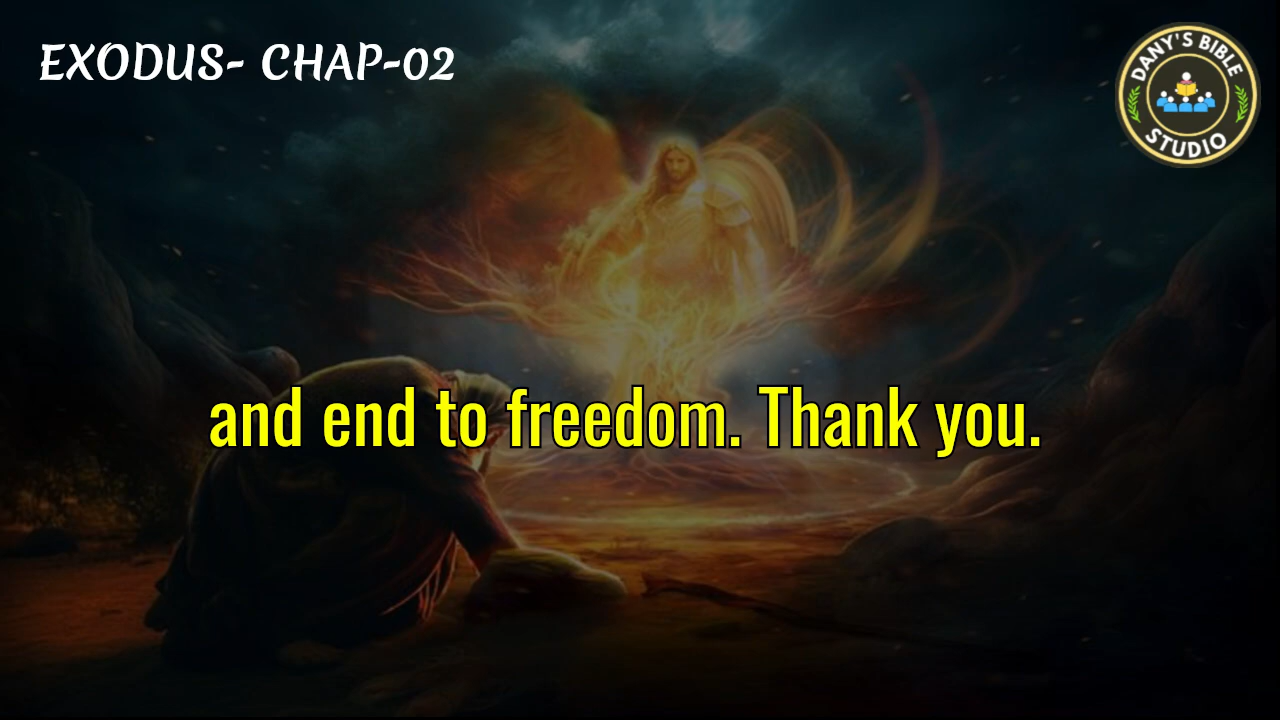 EXODUS- CHAP-02
DANY'S BIBLE
STUDIO
and end to freedom. Thank you.